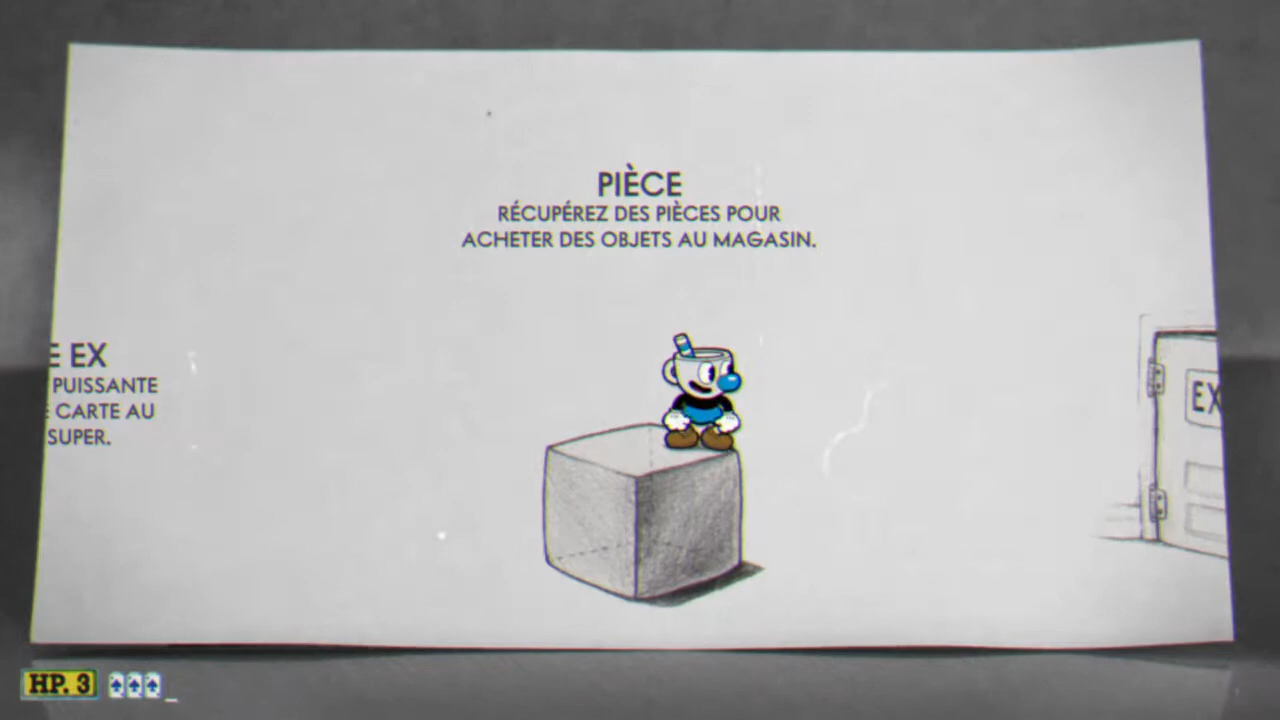 PIÈCE
RÉCUPÉREZ DES PIÈCES POUR
ACHETER DES OBJETS AU MAGASIN.
E EX
PUISSANTE
E CARTE AU
SUPER.
EX
HP. 3